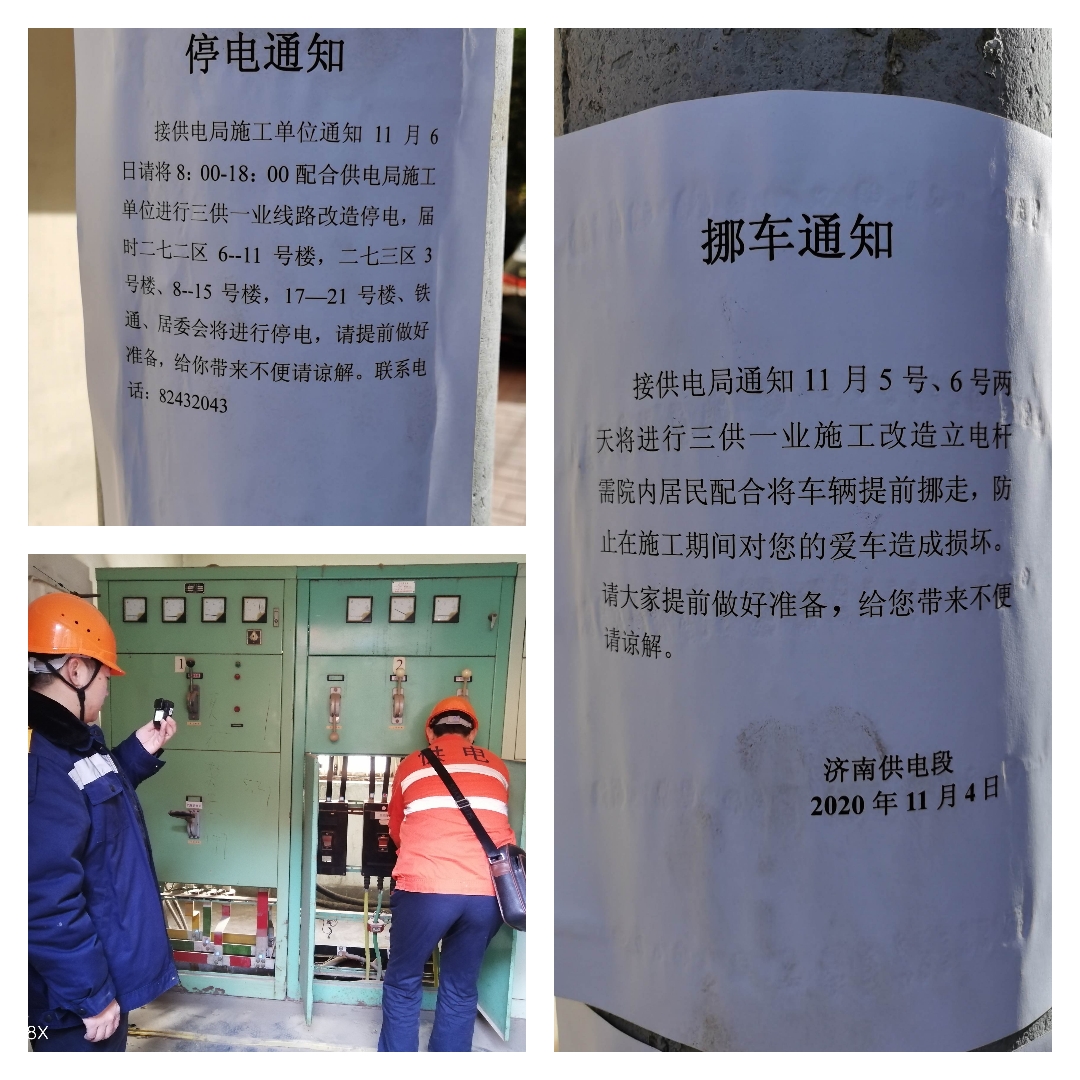 停电通知
接供电局施工单位通知 11 月 6
日请将 8：00-18：00 配合供电局施工
单位进行三供一业线路改造停电，届
时二七二区 6--11 号楼，二七三区 3
号楼、8--15 号楼，17—21 号楼、铁
通、居委会将进行停电，请提前做好
准备，给你带来不便请谅解。联系电
话：82432043
挪车通知
接供电局通知 11 月 5 号、6 号两
天将进行三供一业施工改造立电杆
需院内居民配合将车辆提前挪走，防
止在施工期间对您的爱车造成损坏。
请大家提前做好准备，给您带来不便
请谅解。
济南供电段
2020 年 11 月 4 日
1
2
供 电
8X